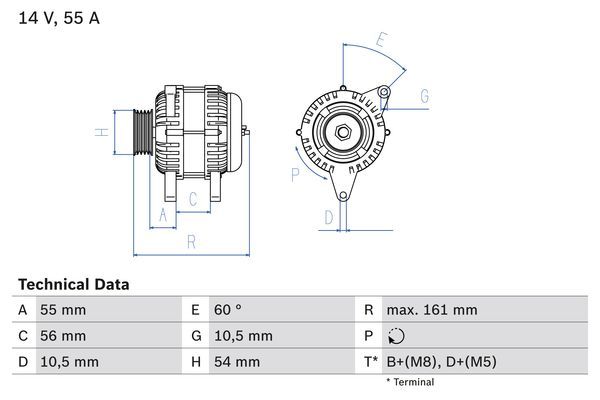 14 V, 55 A
E
G
H
P
A
C
D
R
Technical Data
A 55 mm E 60 ° R max. 161 mm
C 56 mm G 10,5 mm P
D 10,5 mm H 54 mm T* B+(M8), D+(M5)
* Terminal